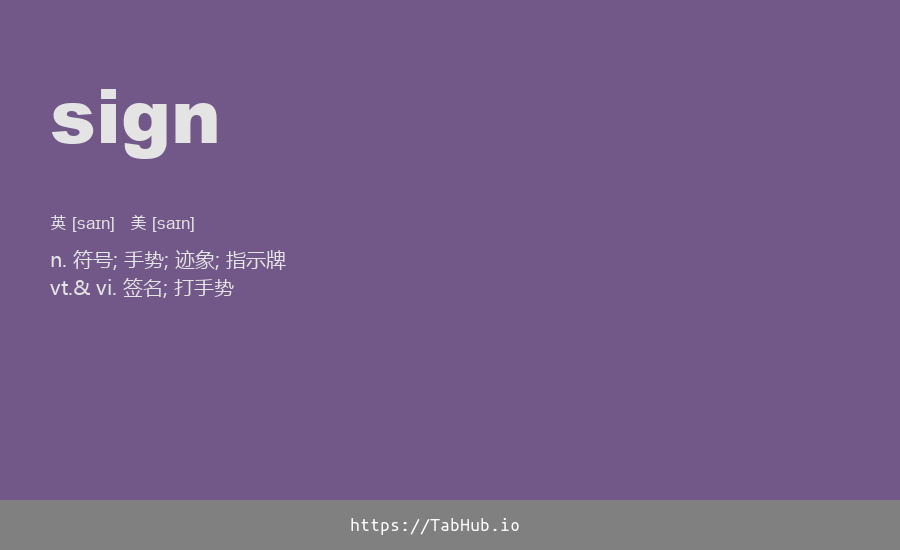 sign
英 [saɪn]   美 [saɪn]
n. 符号; 手势; 迹象; 指示牌
vt.& vi. 签名; 打手势
https://TabHub.io